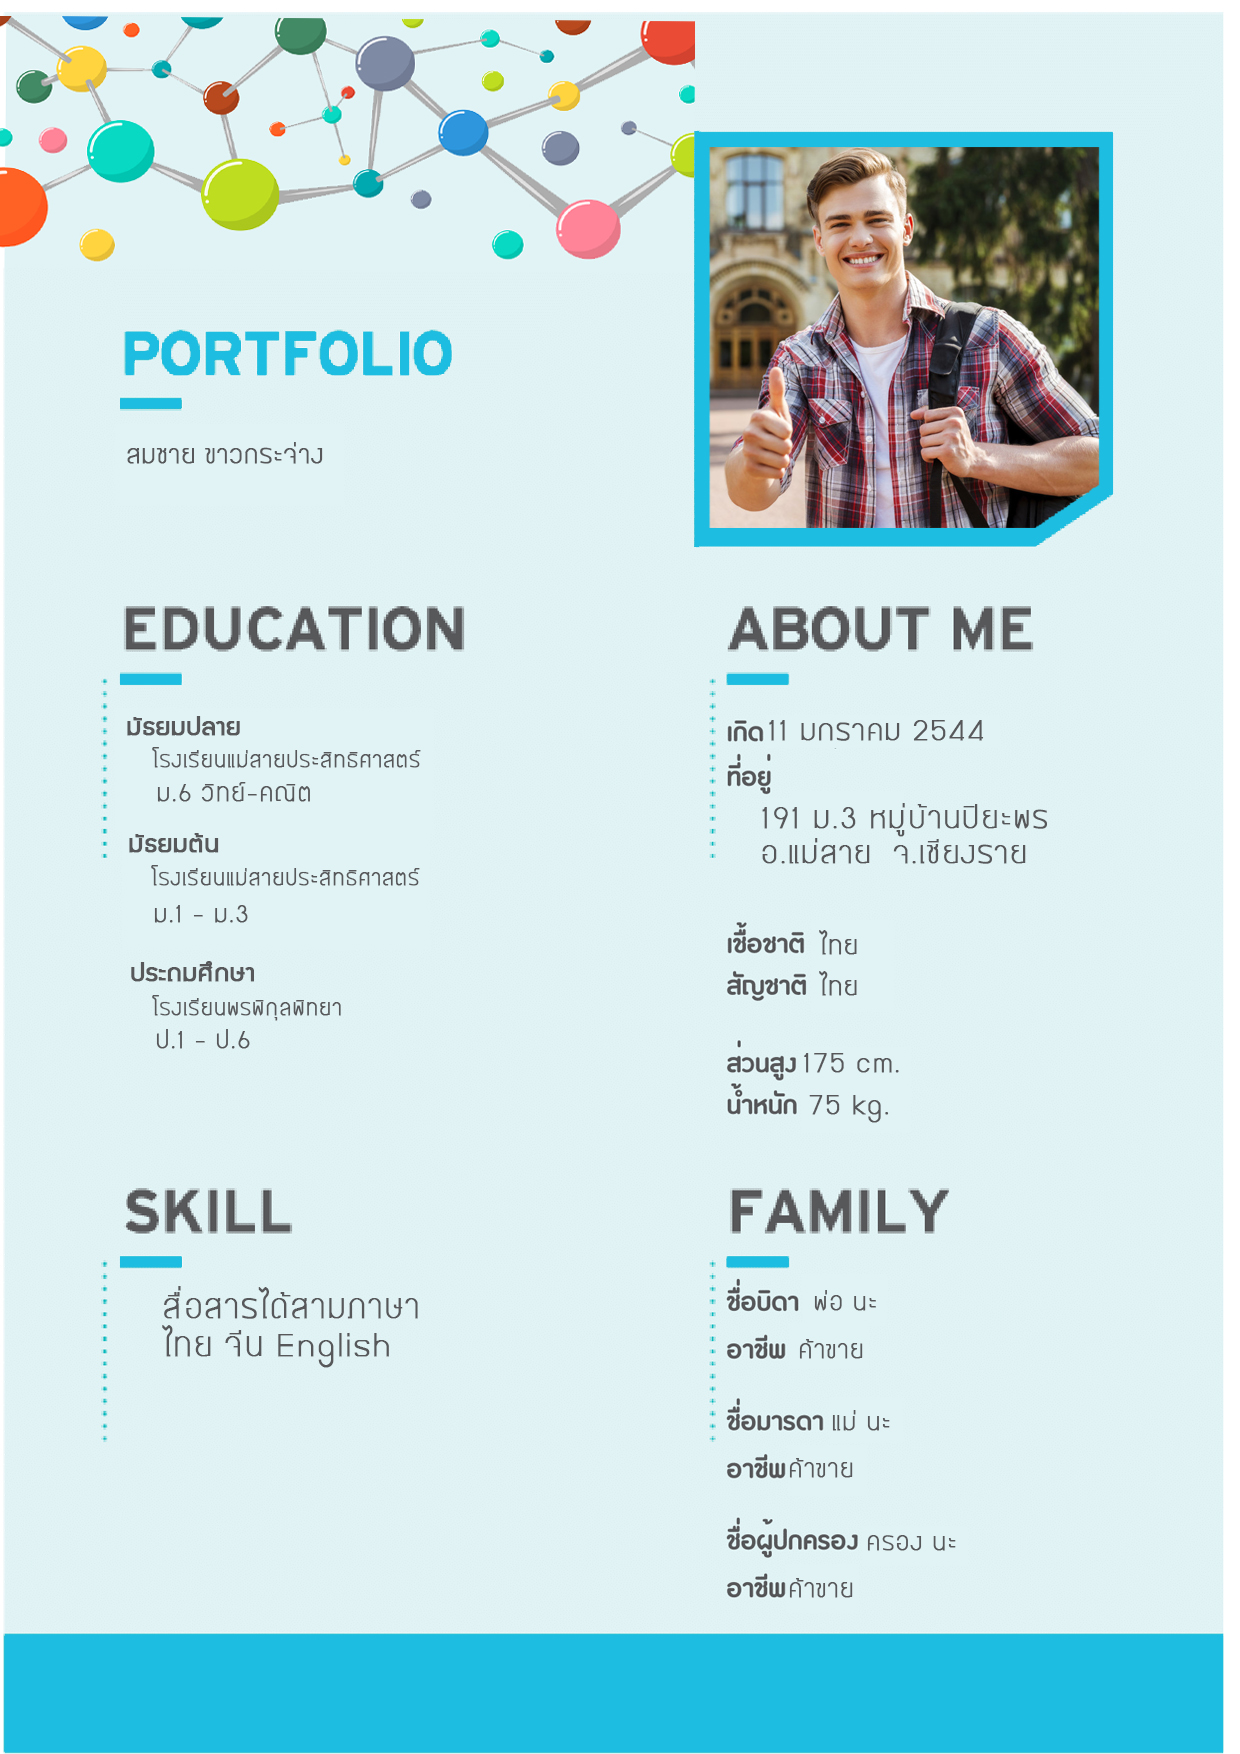 PORTFOLIO
สมชาย ขาวกระจ่าง
EDUCATION
มัธยมปลาย
โรงเรียนแม่สายประสิทธิศาสตร์
ม.6 วิทย์-คณิต
มัธยมต้น
โรงเรียนแม่สายประสิทธิศาสตร์
ม.1 - ม.3
ประถมศึกษา
โรงเรียนพรพิกุลพิทยา
ป.1 - ป.6
ABOUT ME
เกิด 11 มกราคม 2544
ที่อยู่
191 ม.3 หมู่บ้านปิยะพร
อ.แม่สาย จ.เชียงราย
เชื้อชาติ ไทย
สัญชาติ ไทย
ส่วนสูง 175 cm.
น้ำหนัก 75 kg.
SKILL
สื่อสารได้สามภาษา
ไทย จีน English
FAMILY
ชื่อบิดา พ่อ นะ
อาชีพ ค้าขาย
ชื่อมารดา แม่ นะ
อาชีพ ค้าขาย
ชื่อผู้ปกครอง ครอง นะ
อาชีพ ค้าขาย